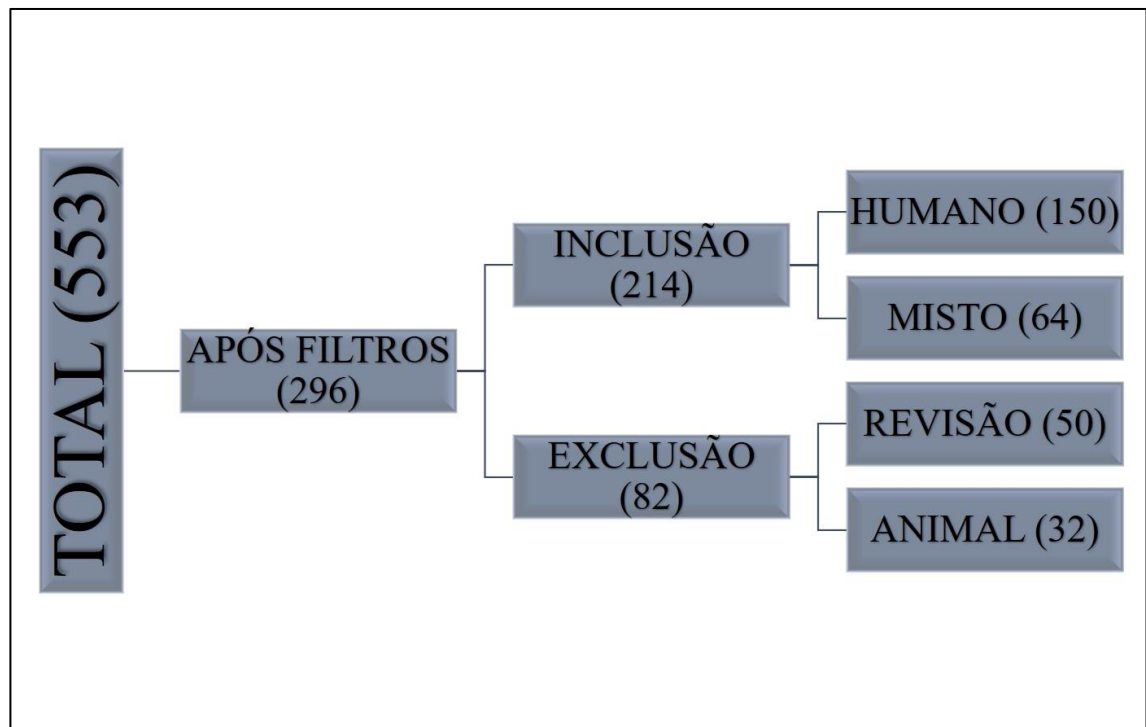 TOTAL (553)
APÓS FILTROS
(296)
INCLUSÃO
(214)
HUMANO (150)
MISTO (64)
EXCLUSÃO
(82)
REVISÃO (50)
ANIMAL (32)